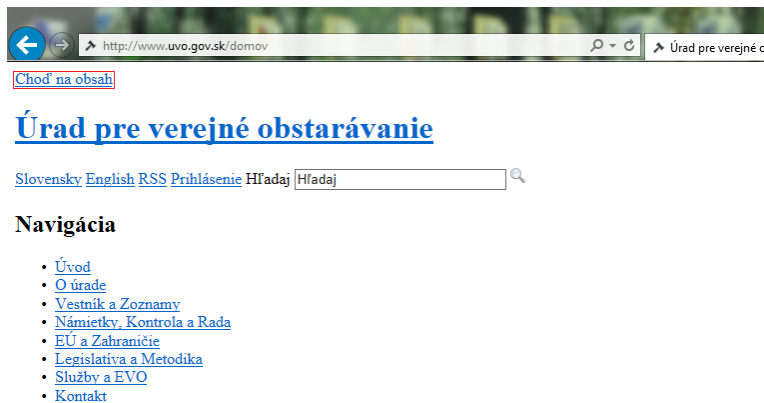 http://www.uvo.gov.sk/domov
Úrad pre verejné o
Choď na obsah
Úrad pre verejné obstarávanie
Slovensky English RSS Prihlásenie Hľadaj Hľadaj
Navigácia
• Úvod
• O úrade
• Vestník a Zoznamy
• Námietky, Kontrola a Rada
• EÚ a Zahraničie
• Legislatíva a Metodika
• Služby a EVO
• Kontakt